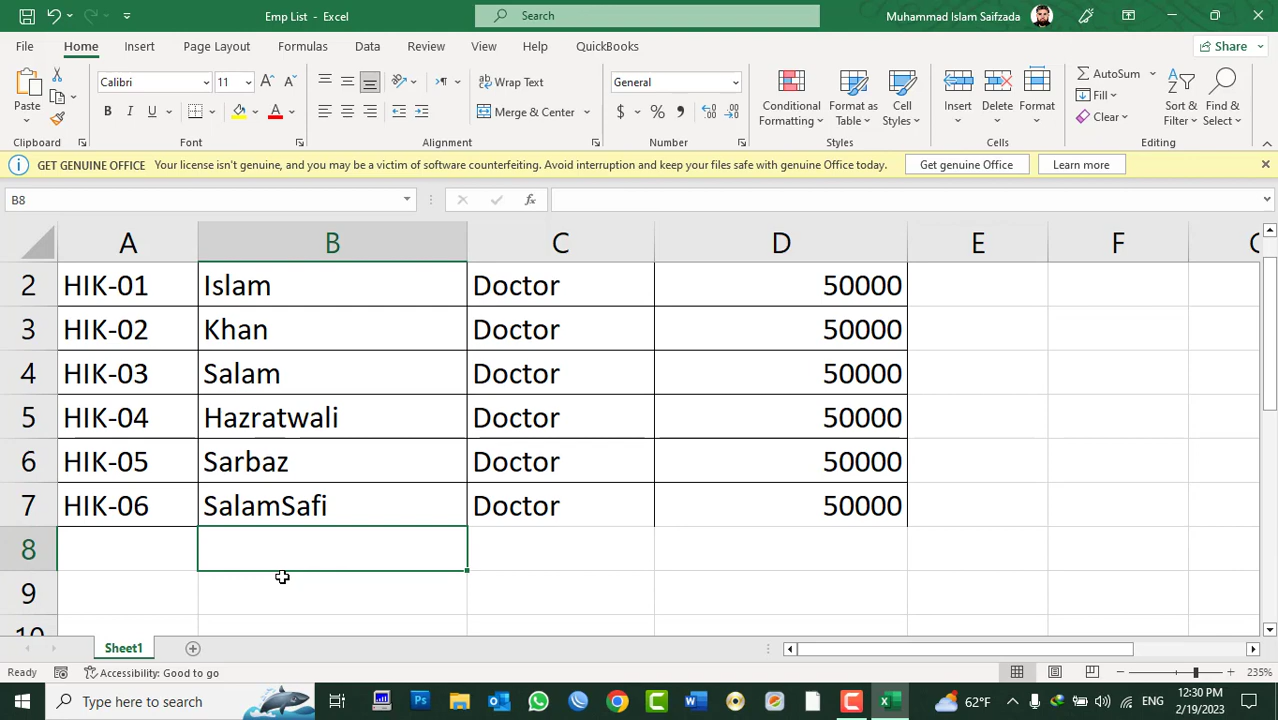 Emp List - Excel
Search
Muhammad Islam Saifzada
File Home Insert Page Layout Formulas Data Review View Help QuickBooks
Share
Paste
Calibri 11
Wrap Text
General
Conditional Formatting
Format as Table
Cell Styles
Insert Delete Format
AutoSum
Sort & Filter
Find & Select
B I U
Merge & Center
$ % ,
Fill
Clear
Clipboard Font Alignment Number Styles Cells Editing
GET GENUINE OFFICE Your license isn't genuine, and you may be a victim of software counterfeiting. Avoid interruption and keep your files safe with genuine Office today. Get genuine Office Learn more
B8 fx
A B C D E F
2 HIK-01 Islam Doctor 50000
3 HIK-02 Khan Doctor 50000
4 HIK-03 Salam Doctor 50000
5 HIK-04 Hazratwali Doctor 50000
6 HIK-05 Sarbaz Doctor 50000
7 HIK-06 SalamSafi Doctor 50000
8
9
10
Sheet1
Ready Accessibility: Good to go 235%
Type here to search
62°F ENG 12:30 PM
2/19/2023